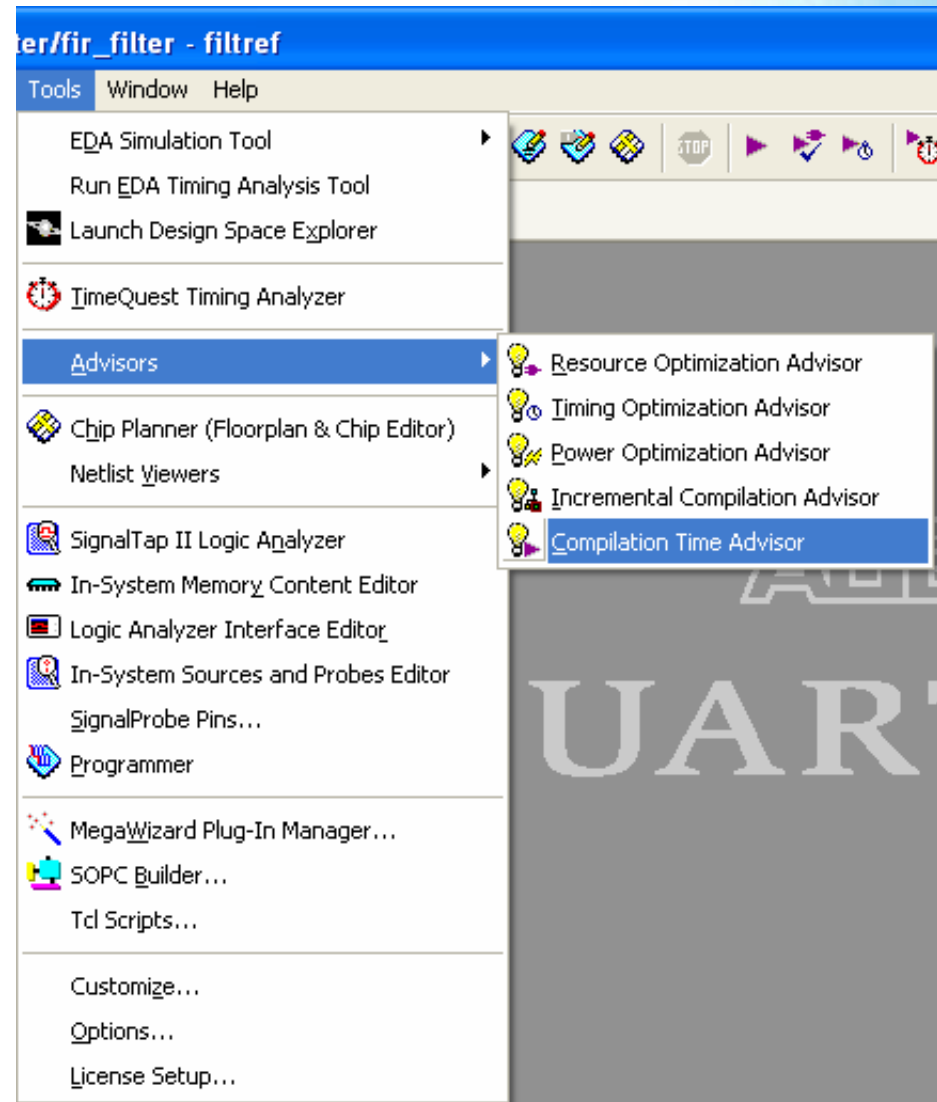 ter/fir_filter - filtref
Tools Window Help
EDA Simulation Tool
STOP
Run EDA Timing Analysis Tool
Launch Design Space Explorer
TimeQuest Timing Analyzer
Advisors
Resource Optimization Advisor
Timing Optimization Advisor
Power Optimization Advisor
Incremental Compilation Advisor
Compilation Time Advisor
Chip Planner (Floorplan & Chip Editor)
Netlist Viewers
SignalTap II Logic Analyzer
In-System Memory Content Editor
Logic Analyzer Interface Editor
In-System Sources and Probes Editor
SignalProbe Pins...
Programmer
MegaWizard Plug-In Manager...
SOPC Builder...
Tcl Scripts...
Customize...
Options...
License Setup...
UART